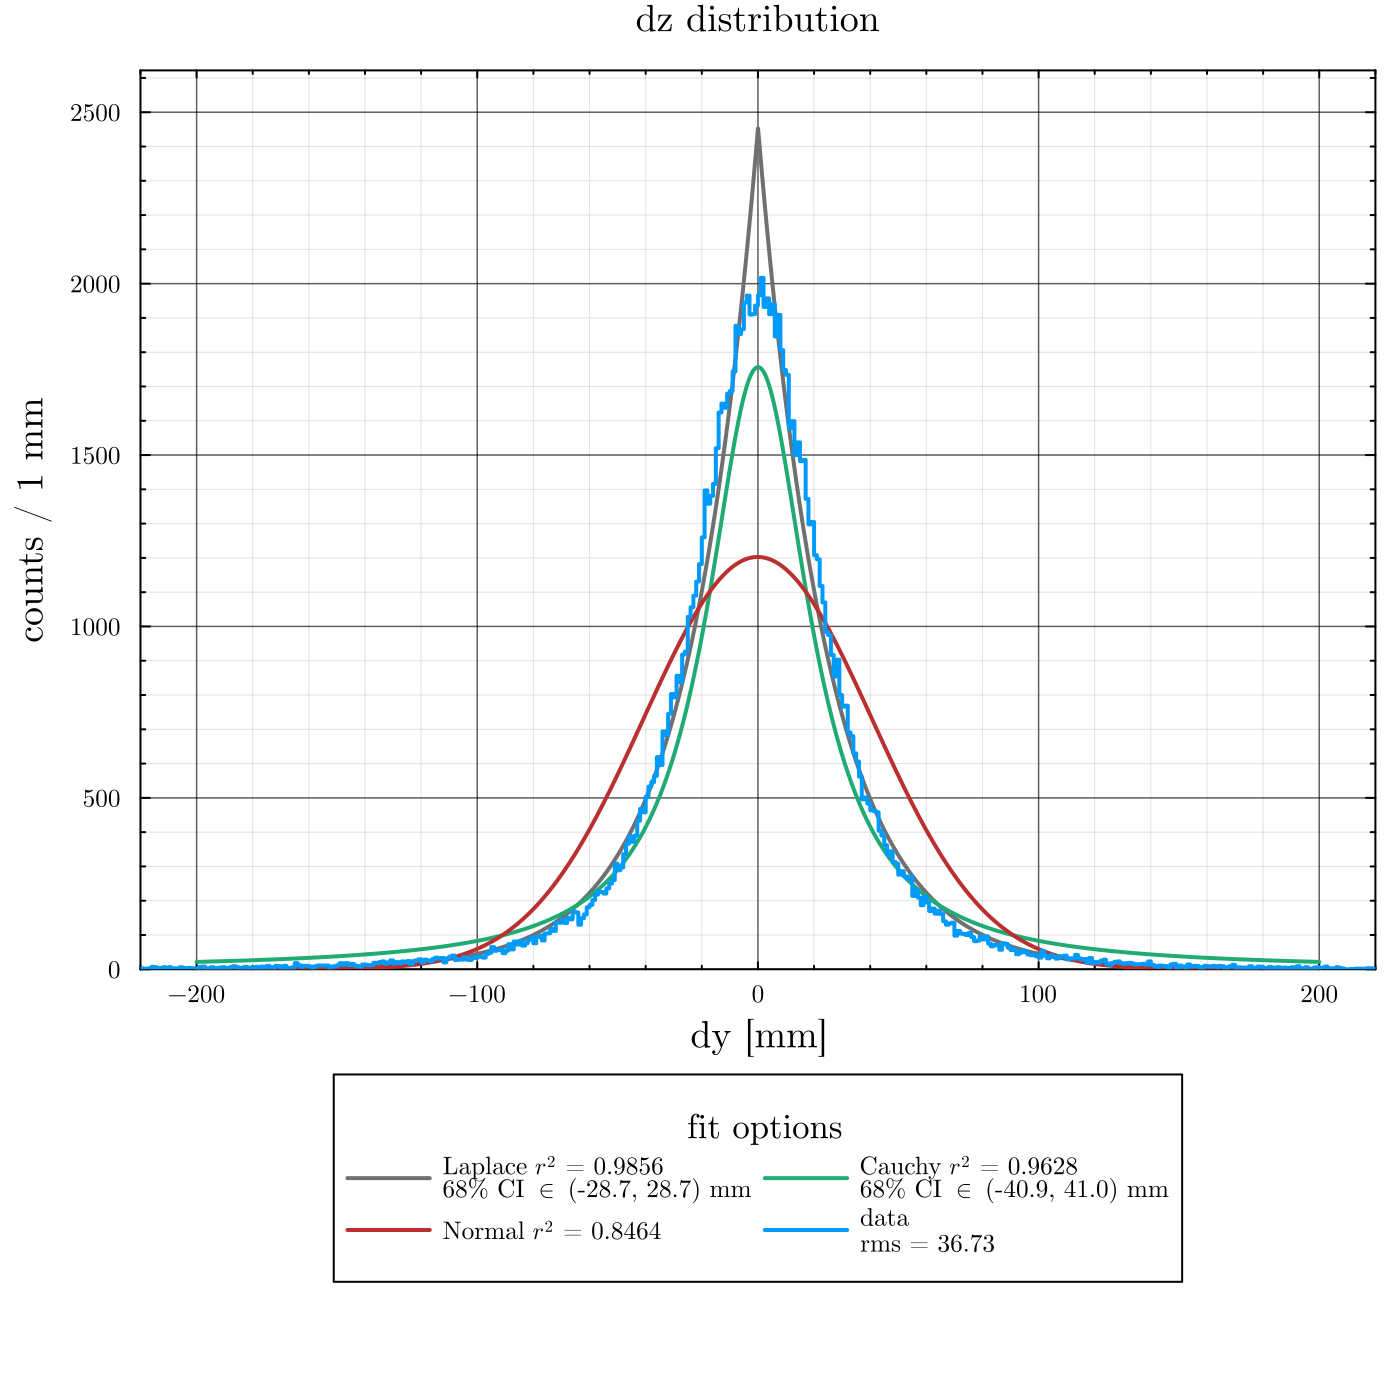 dz distribution
counts / 1 mm
2500
2000
1500
1000
500
0
−200
−100
0
100
200
dy [mm]
fit options
Laplace r² = 0.9856
68% CI ∈ (-28.7, 28.7) mm
Cauchy r² = 0.9628
68% CI ∈ (-40.9, 41.0) mm
Normal r² = 0.8464
data
rms = 36.73